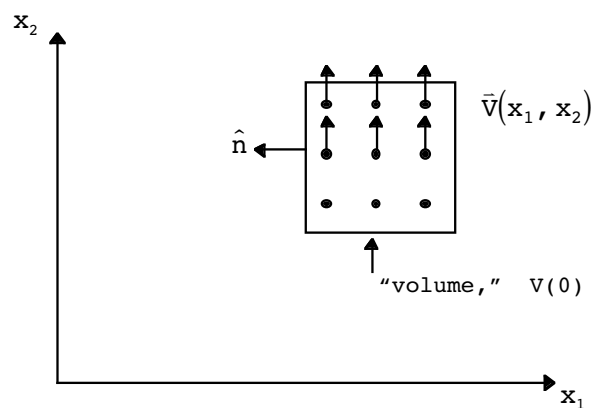 x₂
V⃗(x₁, x₂)
n̂
“volume,” V(0)
x₁